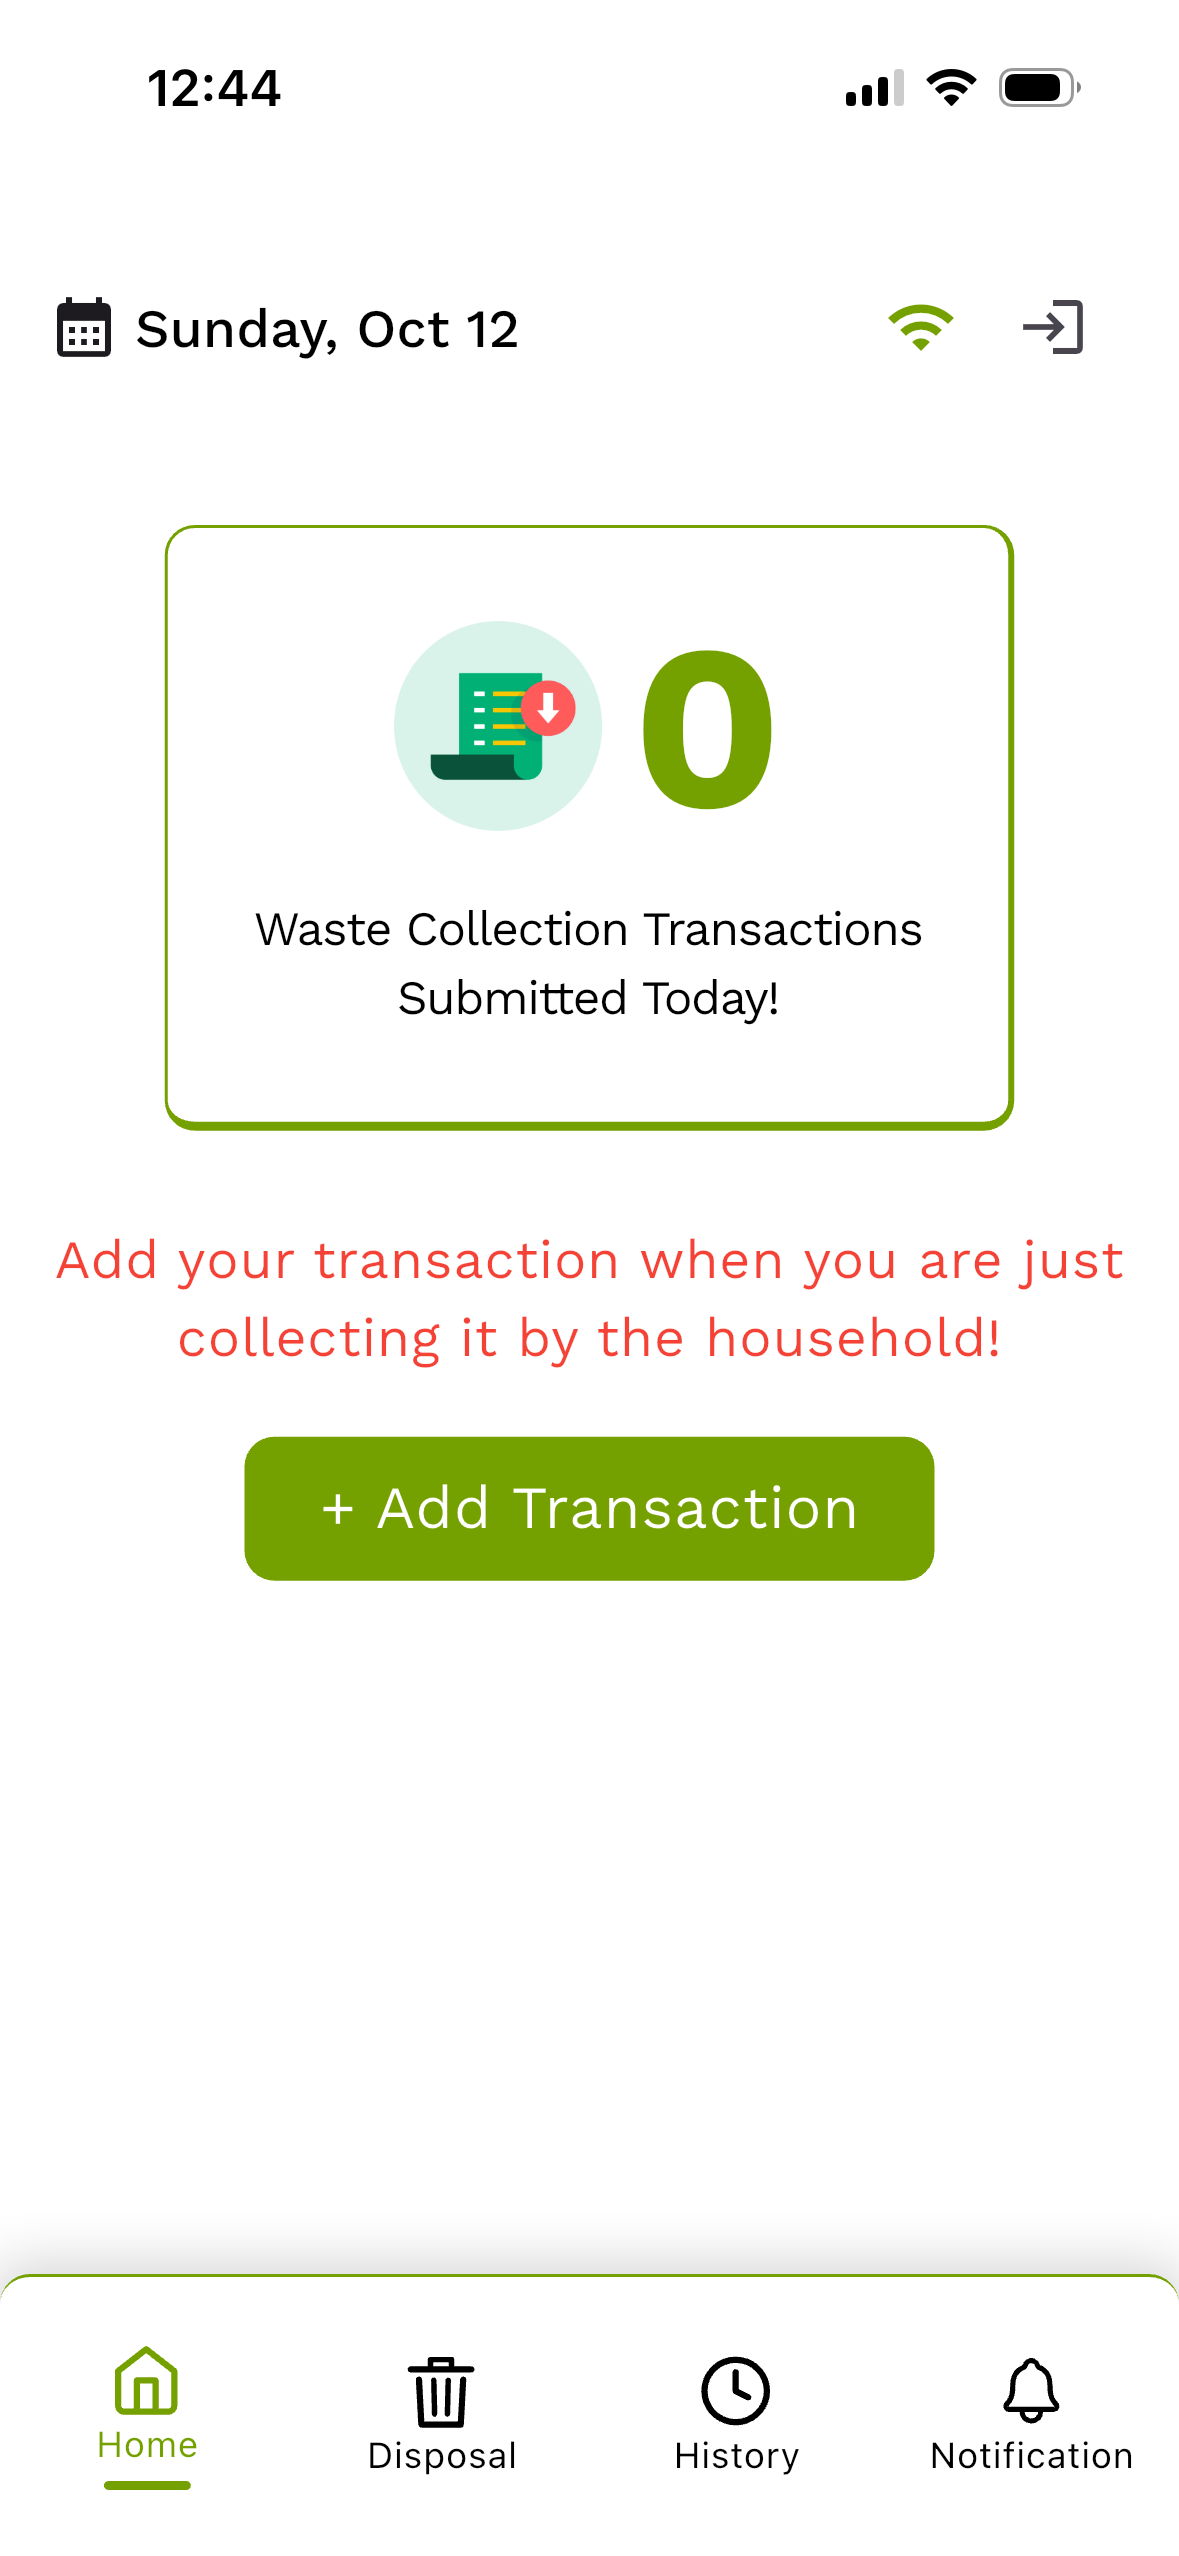 12:44
Sunday, Oct 12
0
Waste Collection Transactions
Submitted Today!
Add your transaction when you are just
collecting it by the household!
+ Add Transaction
Home
Disposal
History
Notification